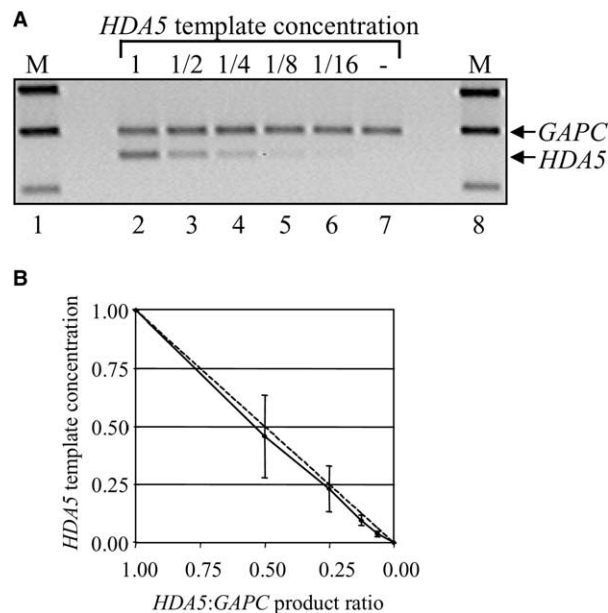 A
HDA5 template concentration
M 1 1/2 1/4 1/8 1/16 - M
GAPC
HDA5
1 2 3 4 5 6 7 8
B
HDA5 template concentration
1.00
0.75
0.50
0.25
0.00
1.00 0.75 0.50 0.25 0.00
HDA5:GAPC product ratio